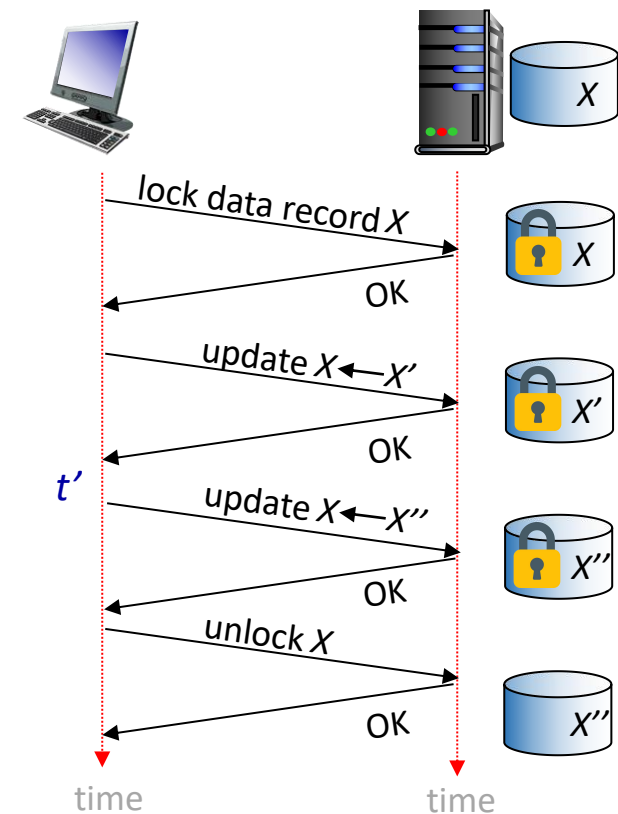 X
lock data record X
X
OK
update X ← X’
X’
OK
t’
update X ← X’’
X’’
OK
unlock X
X’’
OK
time
time